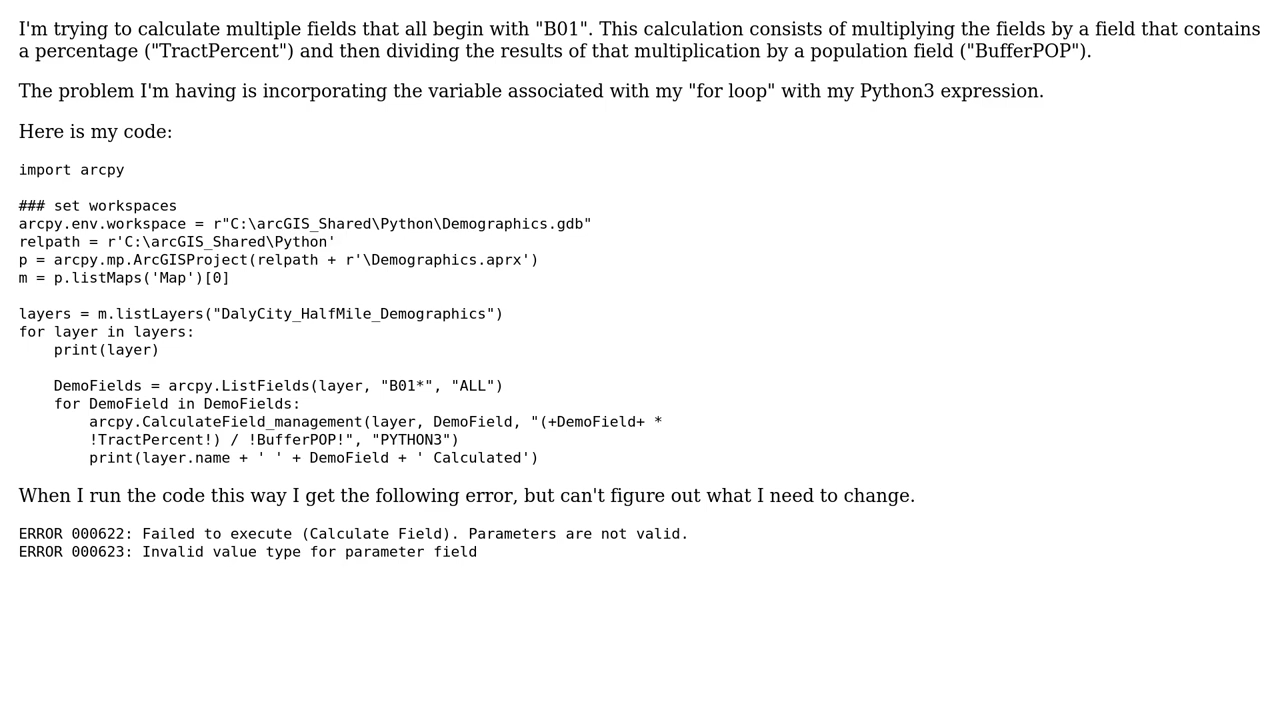 I'm trying to calculate multiple fields that all begin with "B01". This calculation consists of multiplying the fields by a field that contains
a percentage ("TractPercent") and then dividing the results of that multiplication by a population field ("BufferPOP").
The problem I'm having is incorporating the variable associated with my "for loop" with my Python3 expression.
Here is my code:
import arcpy
### set workspaces
arcpy.env.workspace = r"C:\arcGIS_Shared\Python\Demographics.gdb"
relpath = r'C:\arcGIS_Shared\Python'
p = arcpy.mp.ArcGISProject(relpath + r'\Demographics.aprx')
m = p.listMaps('Map')[0]
layers = m.listLayers("DalyCity_HalfMile_Demographics")
for layer in layers:
    print(layer)
    DemoFields = arcpy.ListFields(layer, "B01*", "ALL")
    for DemoField in DemoFields:
        arcpy.CalculateField_management(layer, DemoField, "(+DemoField+ *
        !TractPercent!) / !BufferPOP!", "PYTHON3")
        print(layer.name + ' ' + DemoField + ' Calculated')
When I run the code this way I get the following error, but can't figure out what I need to change.
ERROR 000622: Failed to execute (Calculate Field). Parameters are not valid.
ERROR 000623: Invalid value type for parameter field